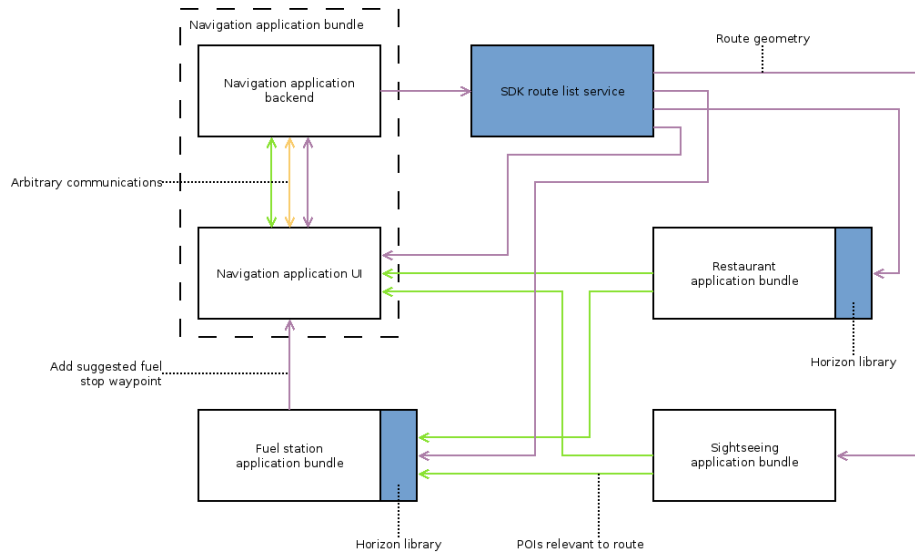 Navigation application bundle
Route geometry
Navigation application
backend
SDK route list service
Arbitrary communications
Navigation application UI
Restaurant
application bundle
Add suggested fuel
stop waypoint
Horizon library
Fuel station
application bundle
Sightseeing
application bundle
Horizon library
POIs relevant to route